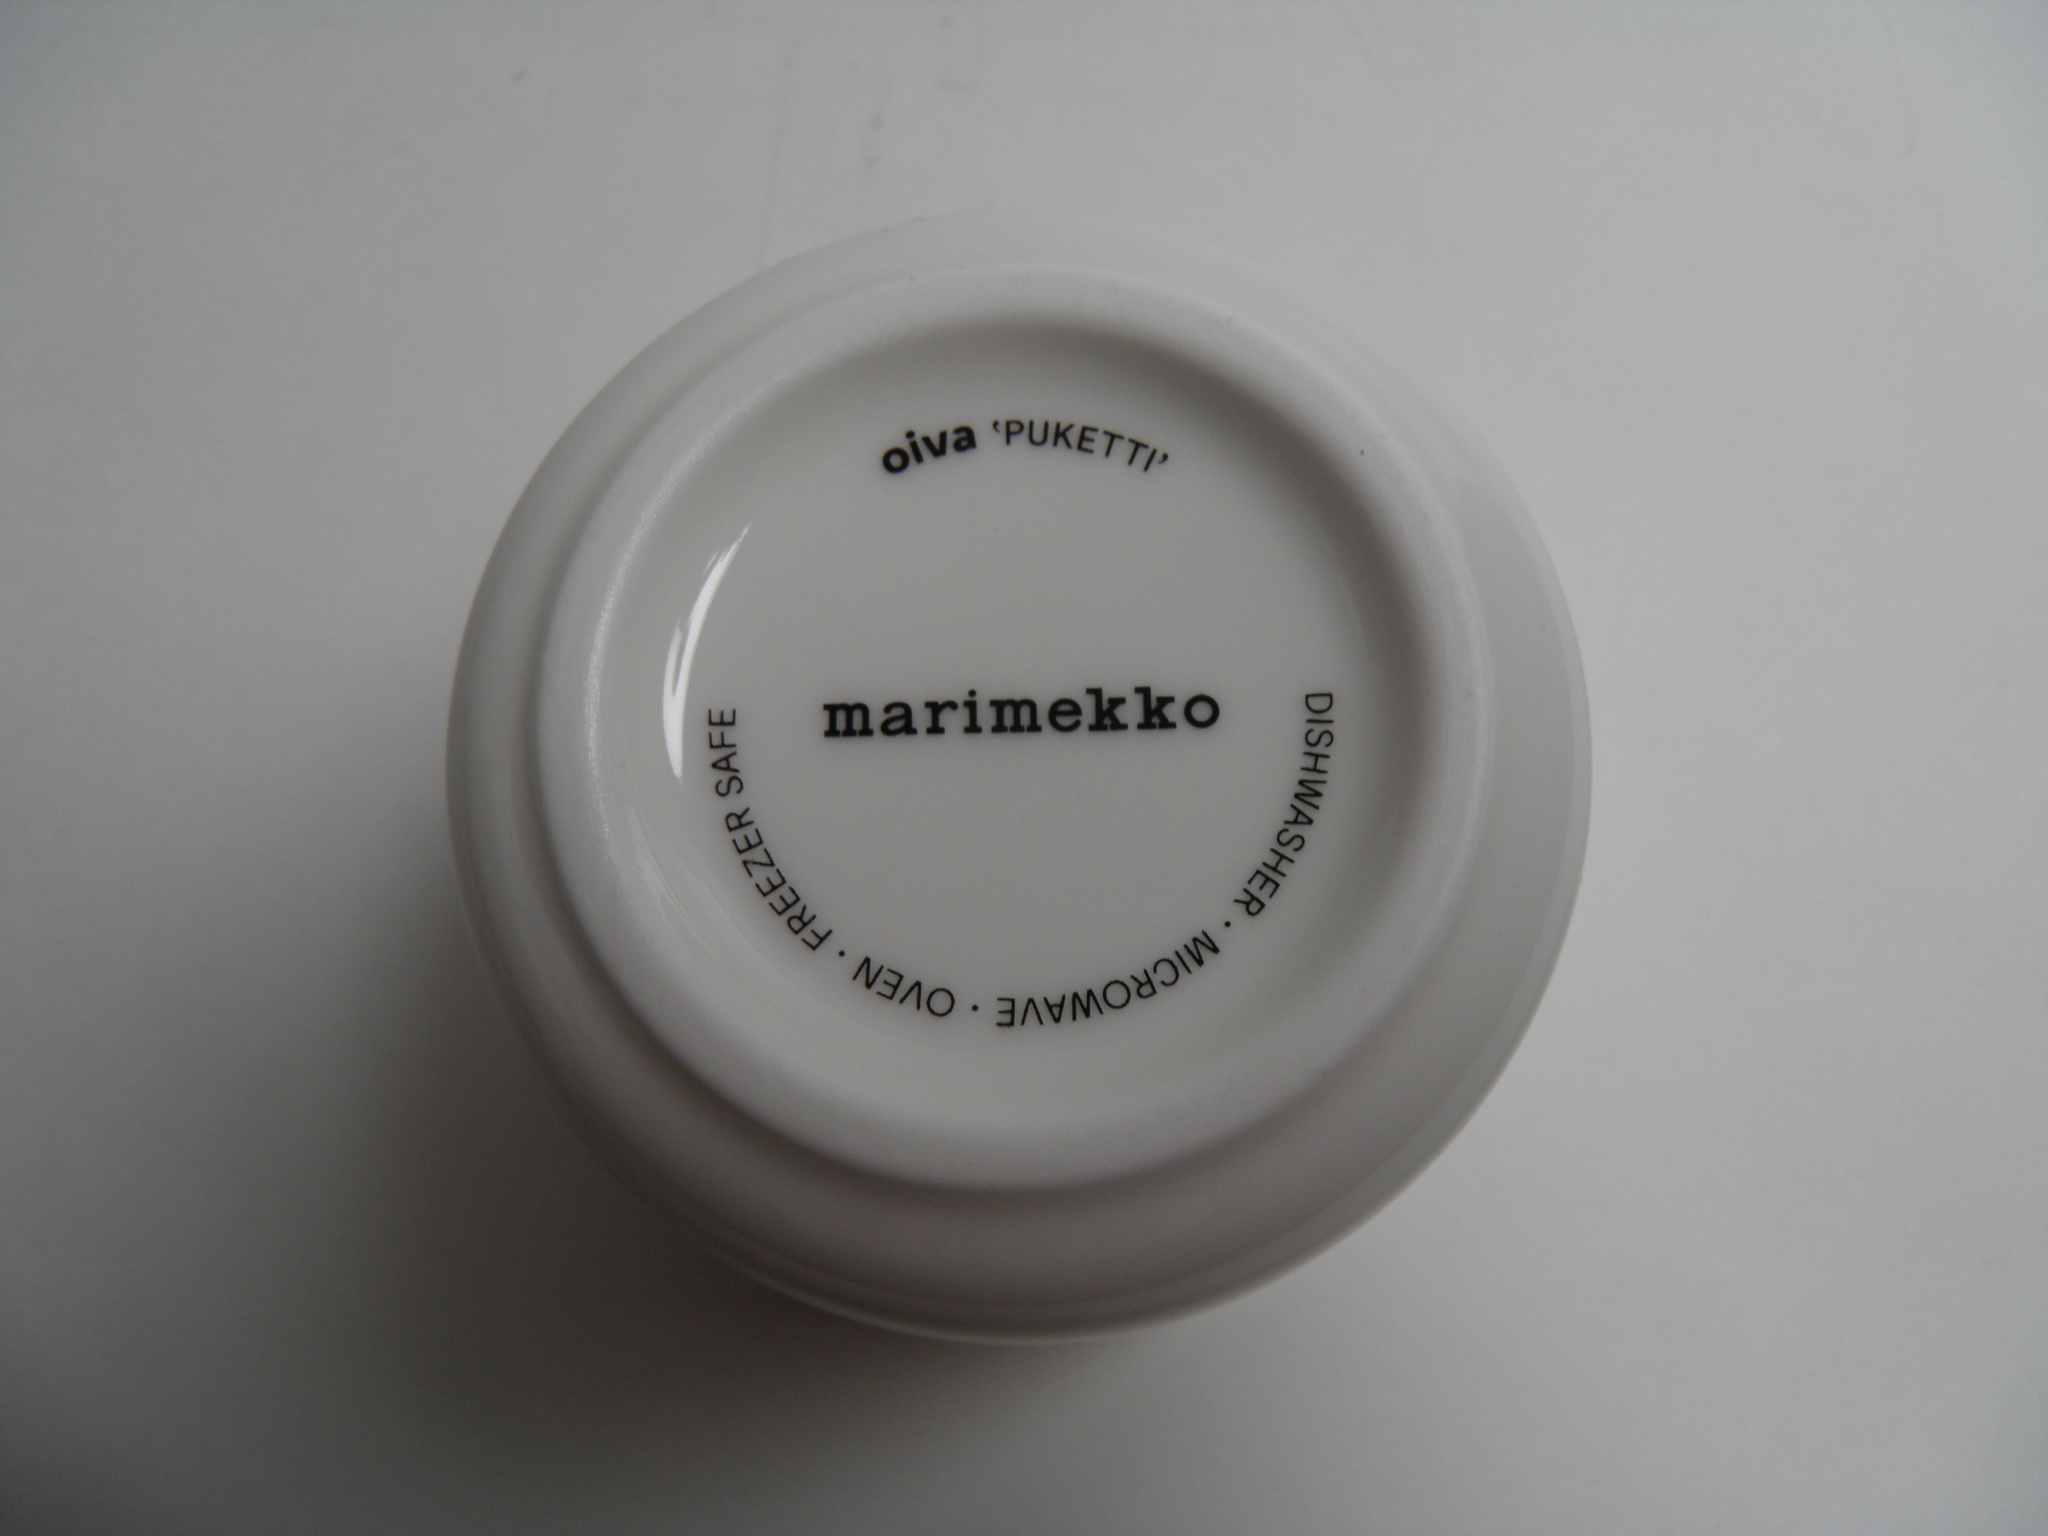 oiva ‘PUKETTI’
marimekko
DISHWASHER · MICROWAVE · OVEN · FREEZER SAFE